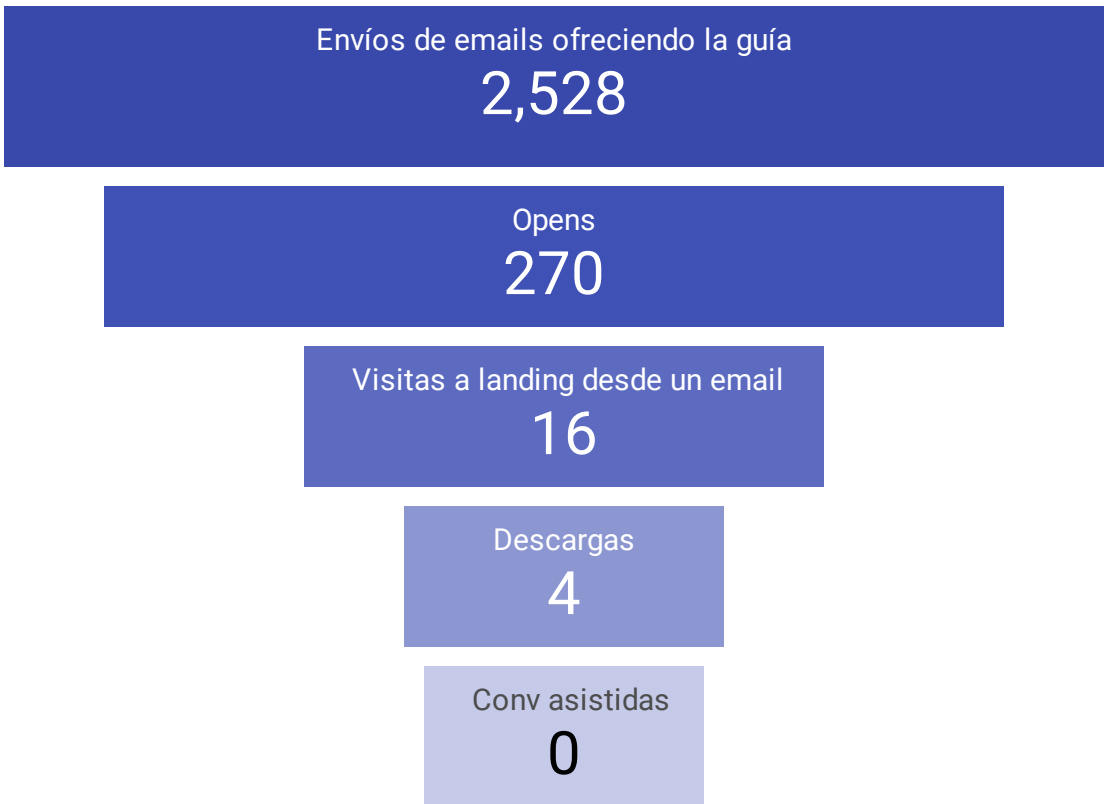 Envíos de emails ofreciendo la guía
2,528
Opens
270
Visitas a landing desde un email
16
Descargas
4
Conv asistidas
0